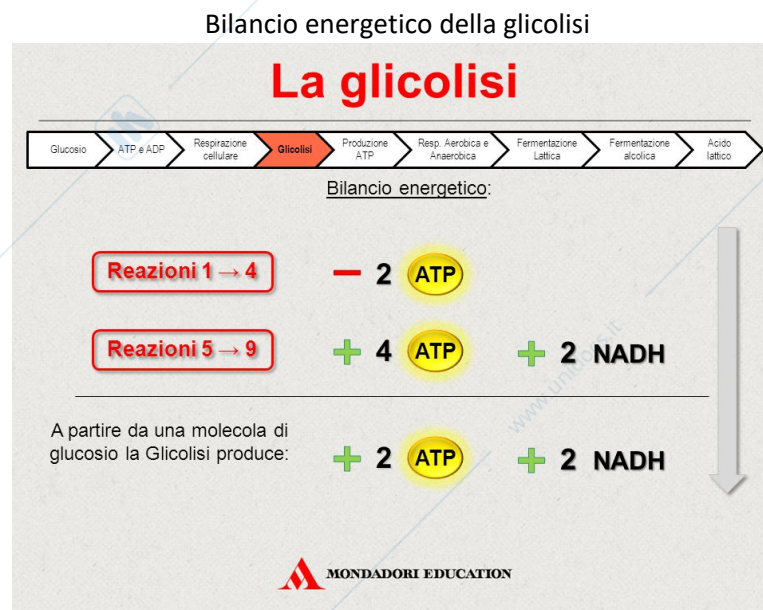 Bilancio energetico della glicolisi
La glicolisi
Glucosio
ATP e ADP
Respirazione
cellulare
Glicolisi
Produzione
ATP
Resp. Aerobica e
Anaerobica
Fermentazione
Lattica
Fermentazione
alcolica
Acido
lattico
Bilancio energetico:
Reazioni 1 → 4
− 2 ATP
Reazioni 5 → 9
+ 4 ATP + 2 NADH
A partire da una molecola di
glucosio la Glicolisi produce:
+ 2 ATP + 2 NADH
MONDADORI EDUCATION